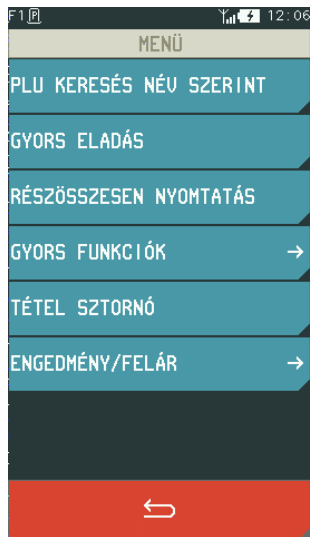 F1 P 12:06
MENÜ
PLU KERESÉS NÉV SZERINT
GYORS ELADÁS
RÉSZÖSSZESEN NYOMTATÁS
GYORS FUNKCIÓK →
TÉTEL SZTORNÓ
ENGEDMÉNY/FELÁR →